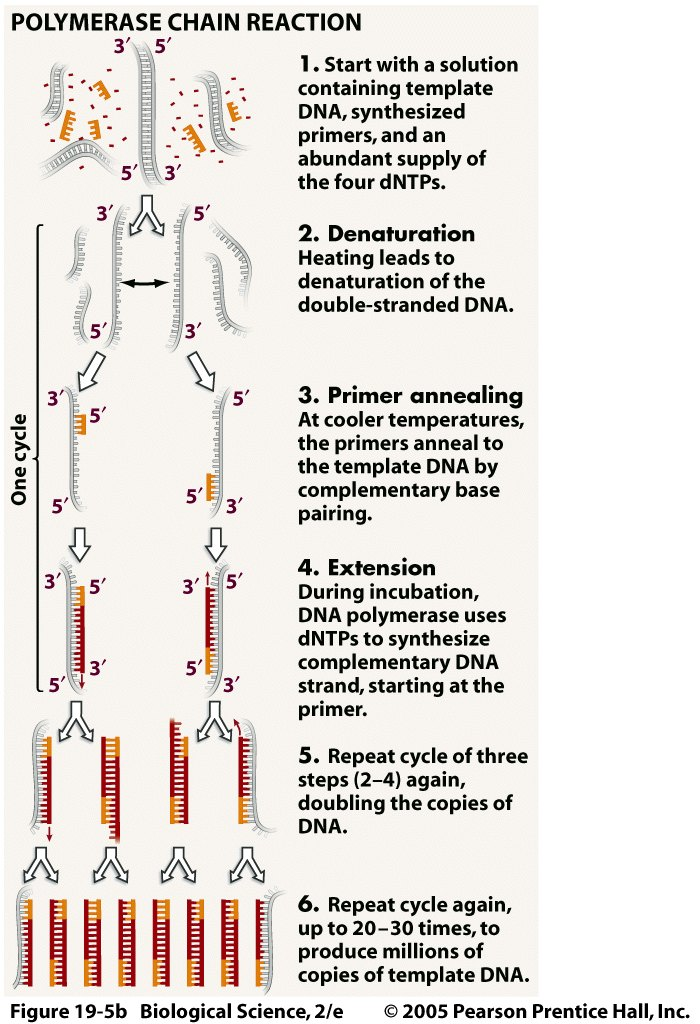 POLYMERASE CHAIN REACTION
3′ 5′
5′ 3′
1. Start with a solution
containing template
DNA, synthesized
primers, and an
abundant supply of
the four dNTPs.
One cycle
3′ 5′
5′ 3′
2. Denaturation
Heating leads to
denaturation of the
double-stranded DNA.
3′ 5′
5′
5′
5′ 3′
3. Primer annealing
At cooler temperatures,
the primers anneal to
the template DNA by
complementary base
pairing.
3′ 5′ 3′ 5′
3′ 5′
5′ 3′
4. Extension
During incubation,
DNA polymerase uses
dNTPs to synthesize
complementary DNA
strand, starting at the
primer.
5. Repeat cycle of three
steps (2–4) again,
doubling the copies of
DNA.
6. Repeat cycle again,
up to 20–30 times, to
produce millions of
copies of template DNA.
Figure 19-5b Biological Science, 2/e © 2005 Pearson Prentice Hall, Inc.